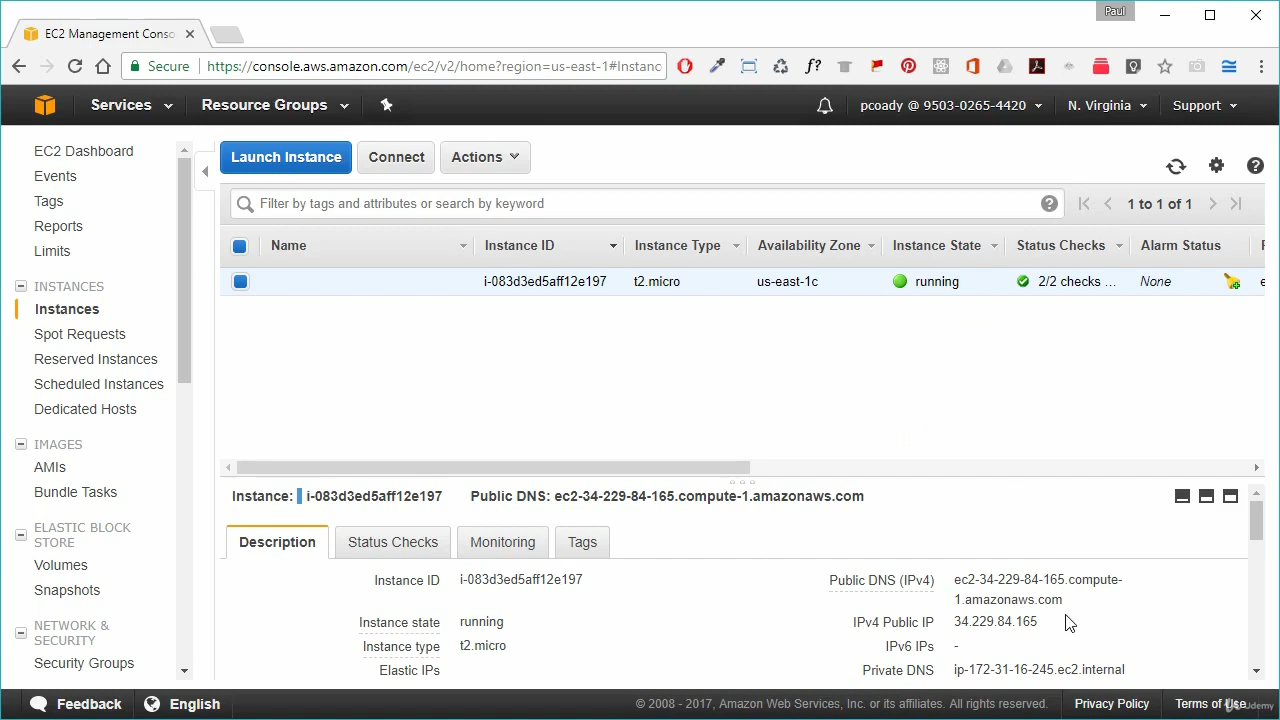 Paul
EC2 Management Conso
Secure https://console.aws.amazon.com/ec2/v2/home?region=us-east-1#Instanc
Services Resource Groups pcoady @ 9503-0265-4420 N. Virginia Support
EC2 Dashboard
Events
Tags
Reports
Limits
INSTANCES
Instances
Spot Requests
Reserved Instances
Scheduled Instances
Dedicated Hosts
IMAGES
AMIs
Bundle Tasks
ELASTIC BLOCK
STORE
Volumes
Snapshots
NETWORK &
SECURITY
Security Groups
Launch Instance Connect Actions
Filter by tags and attributes or search by keyword 1 to 1 of 1
Name Instance ID Instance Type Availability Zone Instance State Status Checks Alarm Status
i-083d3ed5aff12e197 t2.micro us-east-1c running 2/2 checks ... None
Instance: i-083d3ed5aff12e197 Public DNS: ec2-34-229-84-165.compute-1.amazonaws.com
Description Status Checks Monitoring Tags
Instance ID i-083d3ed5aff12e197 Public DNS (IPv4) ec2-34-229-84-165.compute-
1.amazonaws.com
Instance state running IPv4 Public IP 34.229.84.165
Instance type t2.micro IPv6 IPs -
Elastic IPs Private DNS ip-172-31-16-245.ec2.internal
Feedback English © 2008 - 2017, Amazon Web Services, Inc. or its affiliates. All rights reserved. Privacy Policy Terms of Use
Udemy